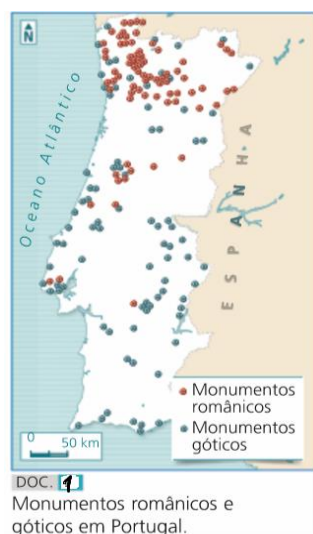 N
Oceano Atlântico
ESPANHA
Monumentos
românicos
Monumentos
góticos
0 50 km
DOC. 1
Monumentos românicos e
góticos em Portugal.